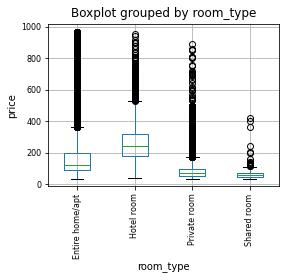 Boxplot grouped by room_type
price
1000
800
600
400
200
0
Entire home/apt
Hotel room
Private room
Shared room
room_type